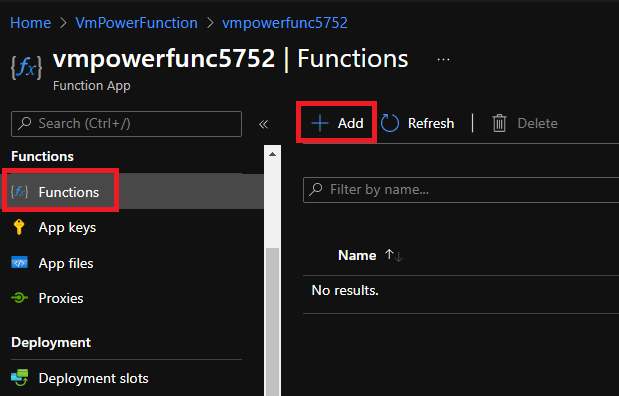 Home > VmPowerFunction > vmpowerfunc5752
{fx} vmpowerfunc5752 | Functions ...
Function App
Search (Ctrl+/) «
+ Add Refresh | Delete
Functions
Functions
App keys
App files
Proxies
Deployment
Deployment slots
Filter by name...
Name ↑↓
No results.